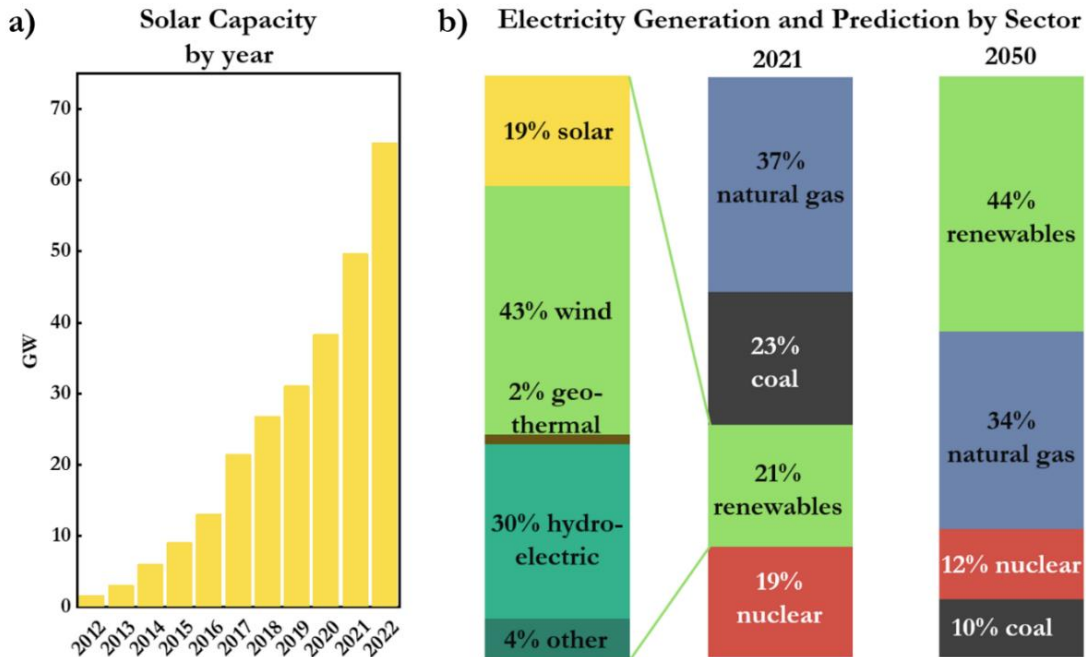 a)
Solar Capacity
by year
GW
70
60
50
40
30
20
10
0
2012
2013
2014
2015
2016
2017
2018
2019
2020
2021
2022
b)
Electricity Generation and Prediction by Sector
19% solar
43% wind
2% geo-
thermal
30% hydro-
electric
4% other
2021
37%
natural gas
23%
coal
21%
renewables
19%
nuclear
2050
44%
renewables
34%
natural gas
12% nuclear
10% coal